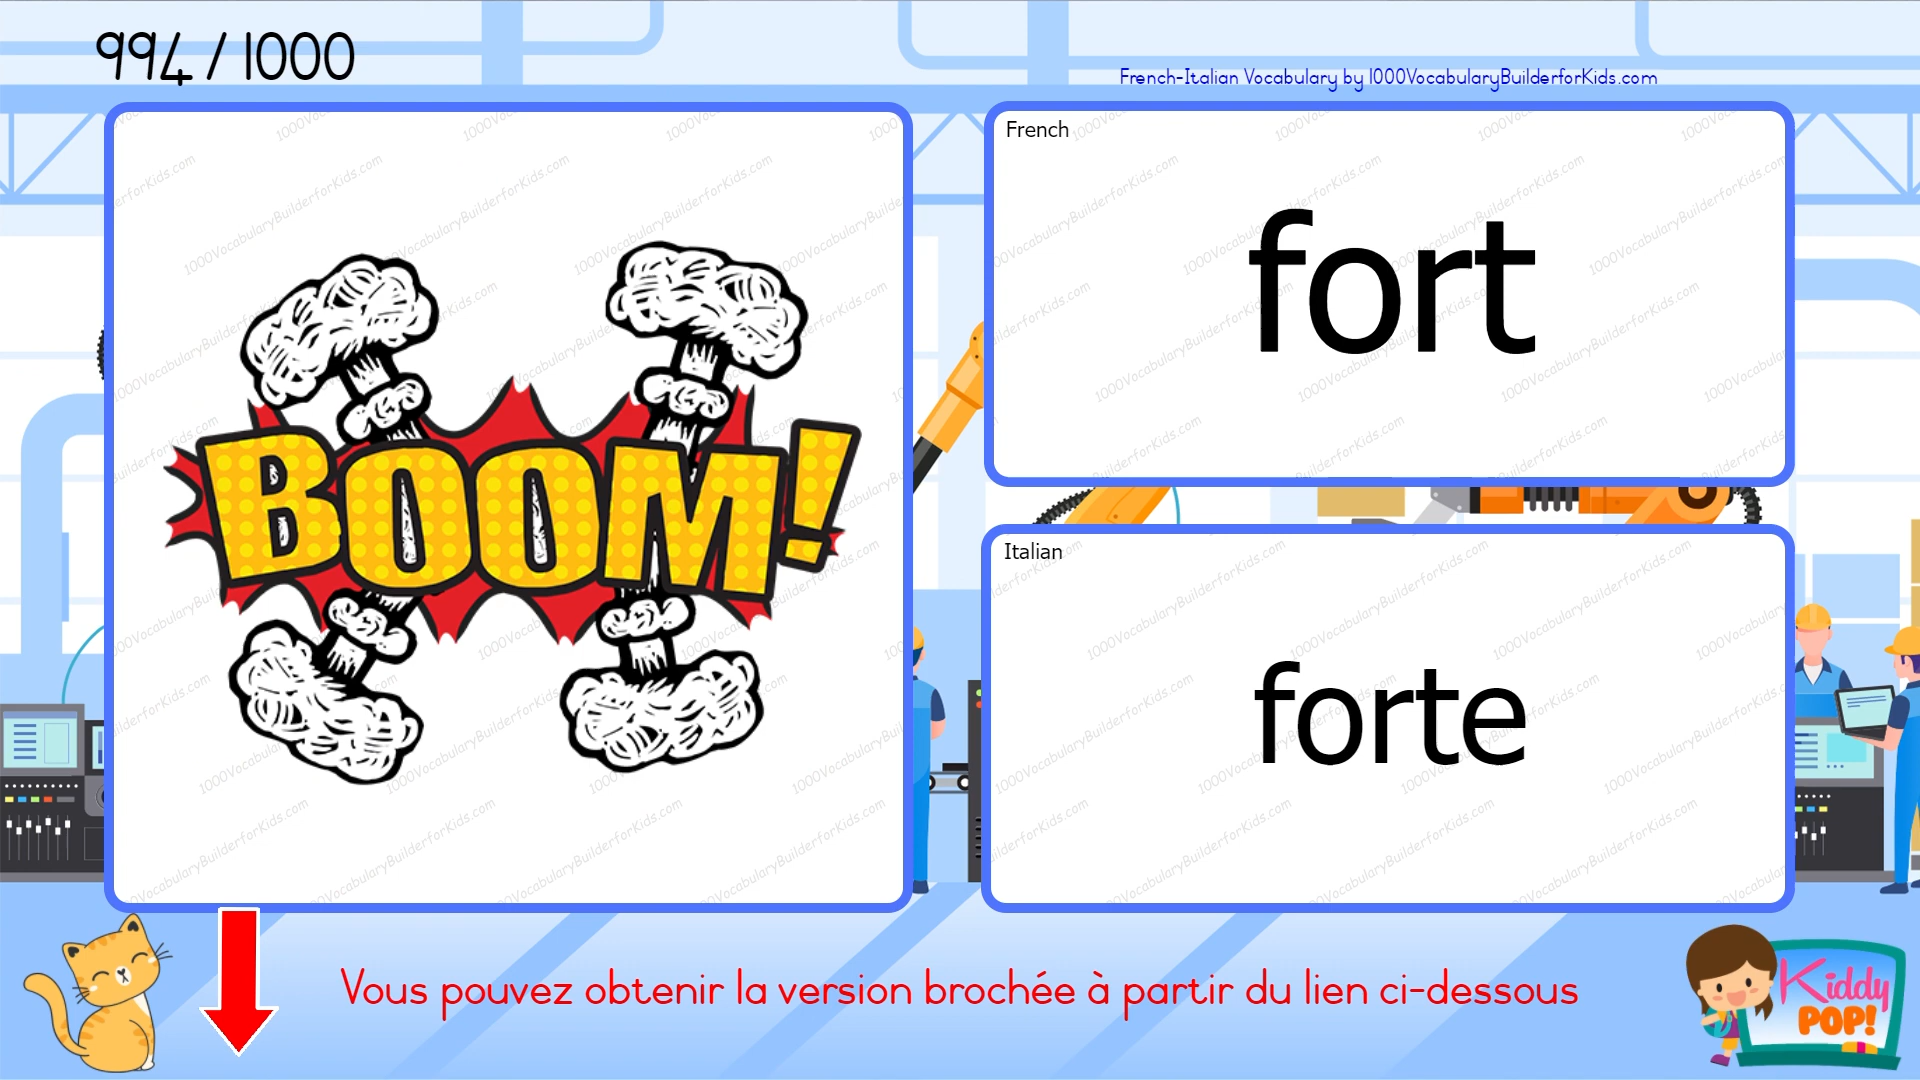 994 / 1000
French-Italian Vocabulary by 1000VocabularyBuilderforKids.com
French
fort
BOOM!
Italian
forte
Vous pouvez obtenir la version brochée à partir du lien ci-dessous
Kiddy
POP!